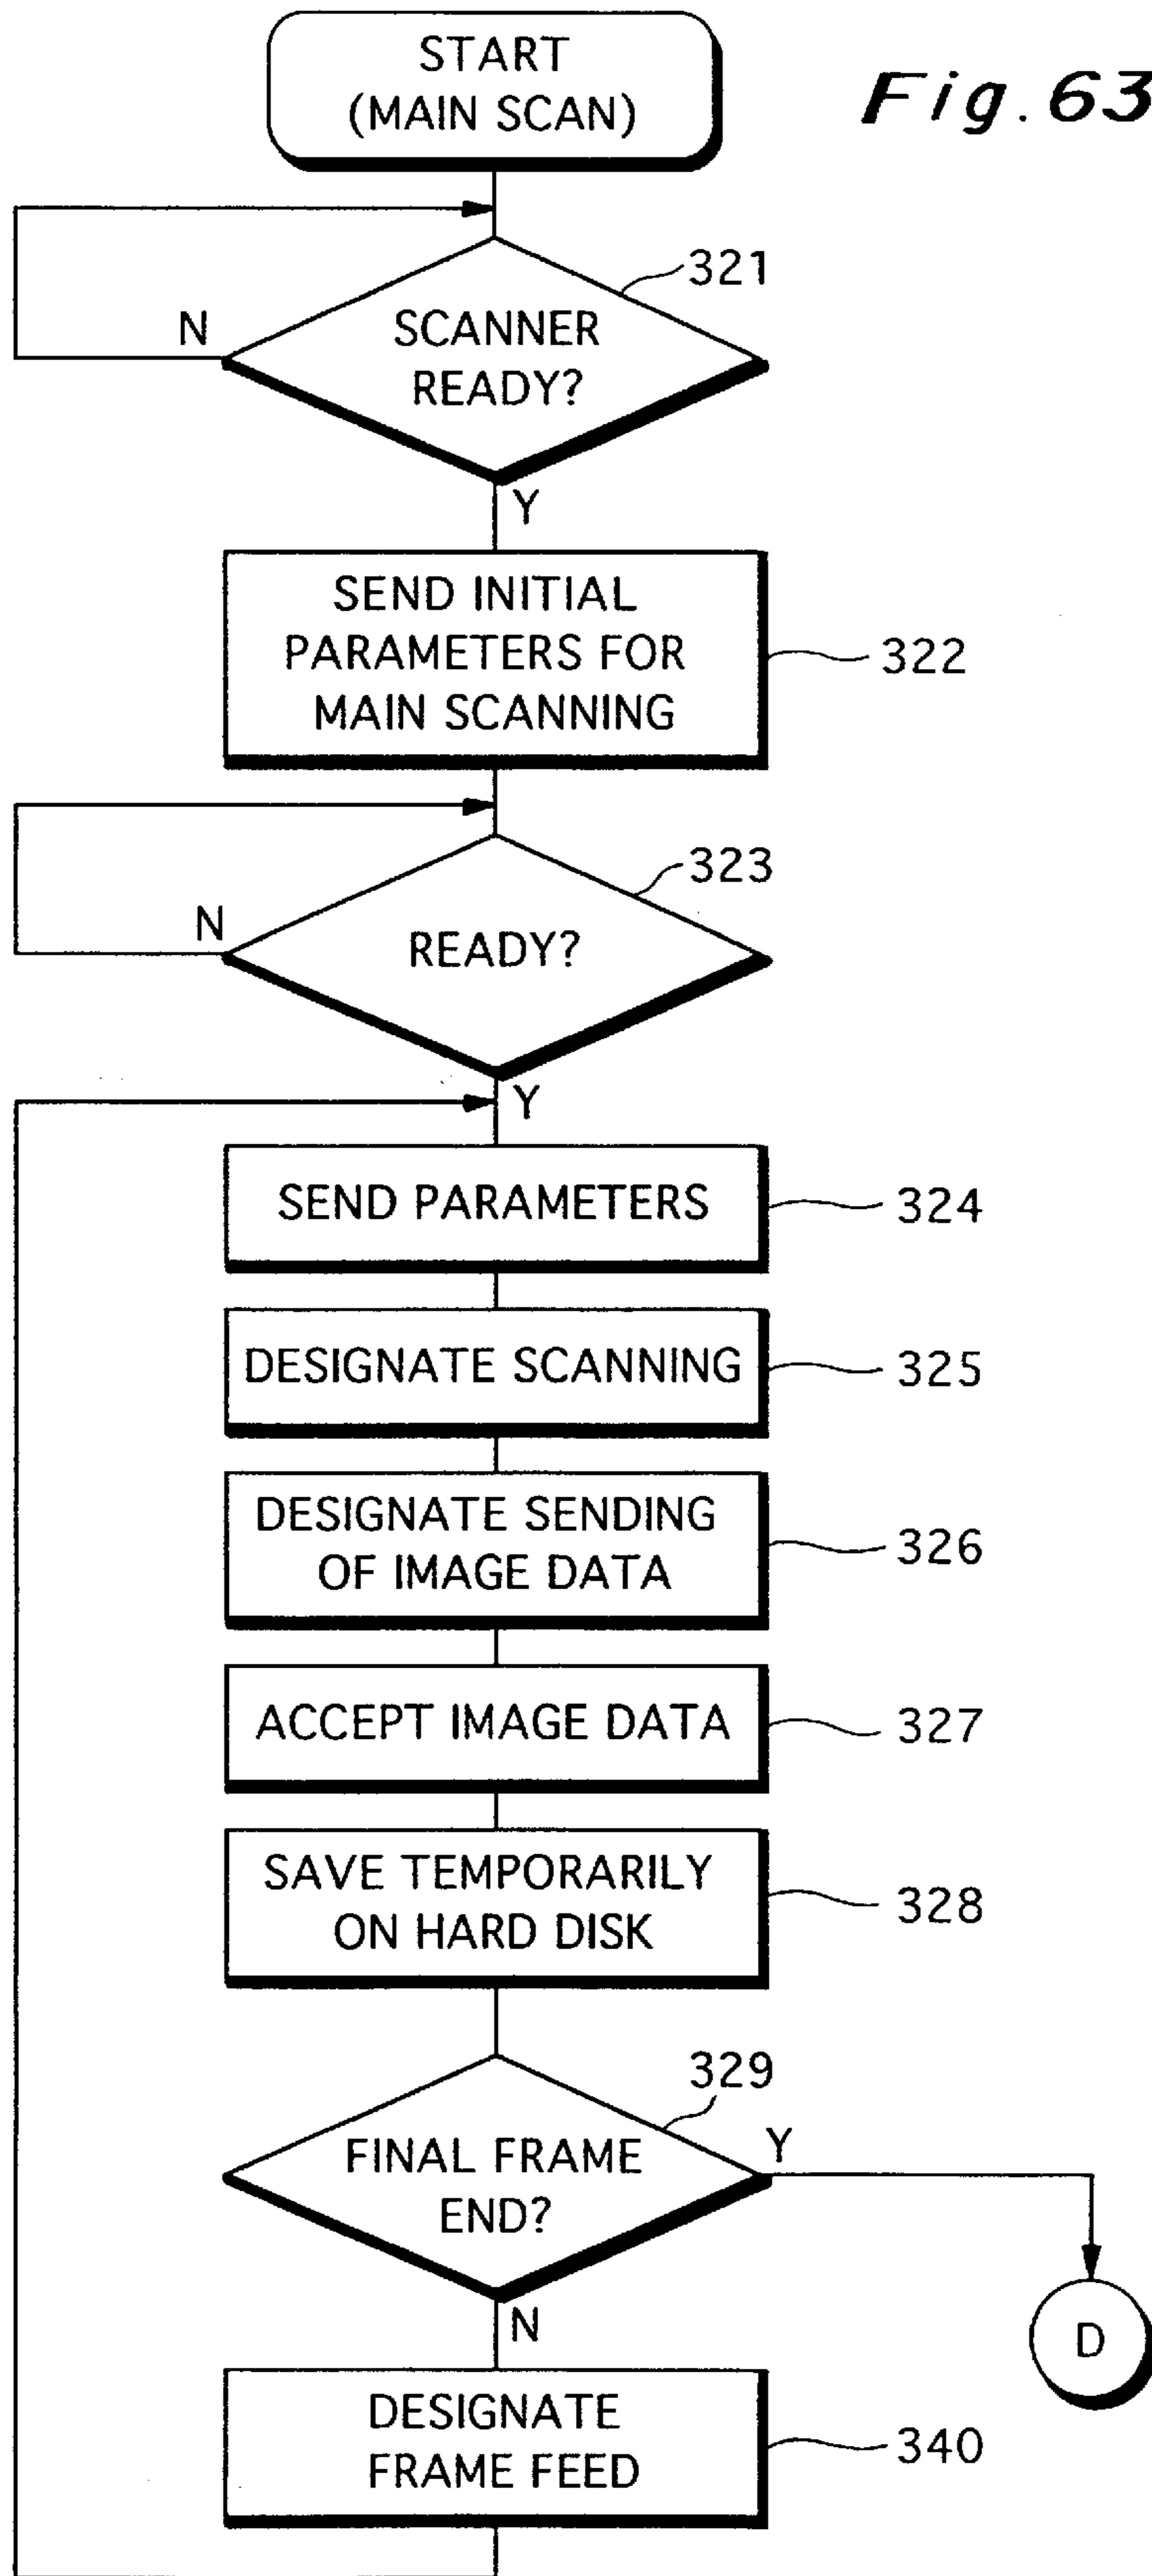 START
(MAIN SCAN)
Fig. 63
321
N
SCANNER
READY?
Y
SEND INITIAL
PARAMETERS FOR
MAIN SCANNING
322
323
N
READY?
Y
SEND PARAMETERS
324
DESIGNATE SCANNING
325
DESIGNATE SENDING
OF IMAGE DATA
326
ACCEPT IMAGE DATA
327
SAVE TEMPORARILY
ON HARD DISK
328
329
FINAL FRAME
END?
Y
N
D
DESIGNATE
FRAME FEED
340